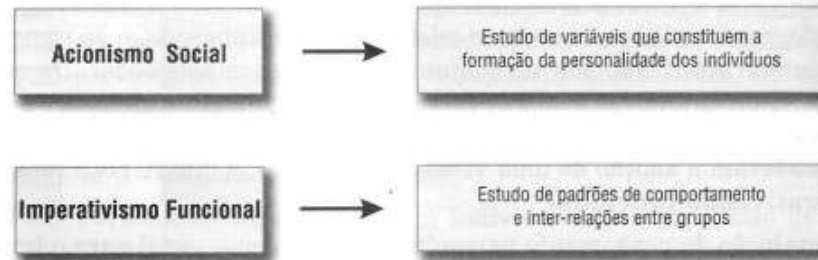 Acionismo Social
Estudo de variáveis que constituem a
formação da personalidade dos indivíduos
Imperativismo Funcional
Estudo de padrões de comportamento
e inter-relações entre grupos